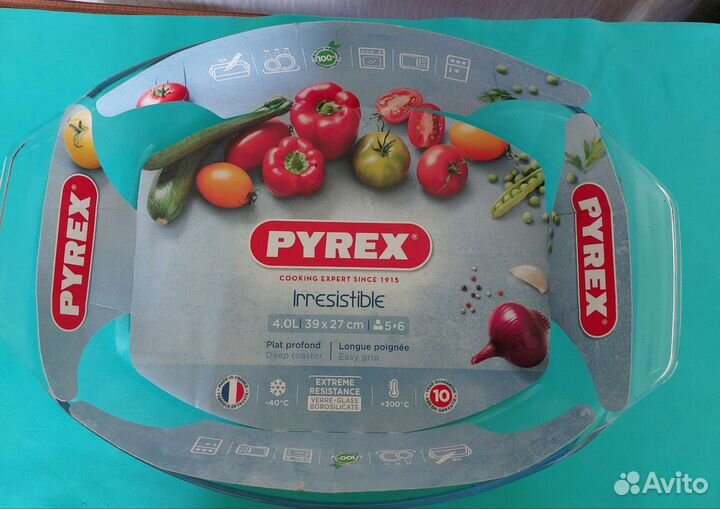 100%
PYREX®
COOKING EXPERT SINCE 1915
Irresistible
4.0L 39 x 27 cm 5•6
Plat profond
Deep roaster
Longue poignée
Easy grip
-40°C
EXTREME
RESISTANCE
VERRE-GLASS
BOROSILICATE
+300°C
10
PYREX®
PYREX®
Avito